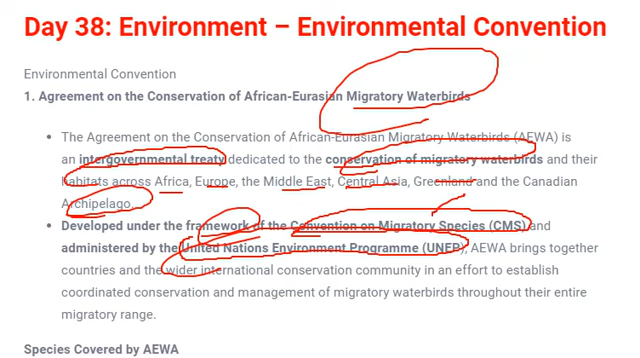 Day 38: Environment – Environmental Convention
Environmental Convention
1. Agreement on the Conservation of African-Eurasian Migratory Waterbirds
• The Agreement on the Conservation of African-Eurasian Migratory Waterbirds (AEWA) is
an intergovernmental treaty dedicated to the conservation of migratory waterbirds and their
habitats across Africa, Europe, the Middle East, Central Asia, Greenland and the Canadian
Archipelago.
• Developed under the framework of the Convention on Migratory Species (CMS) and
administered by the United Nations Environment Programme (UNEP), AEWA brings together
countries and the wider international conservation community in an effort to establish
coordinated conservation and management of migratory waterbirds throughout their entire
migratory range.
Species Covered by AEWA